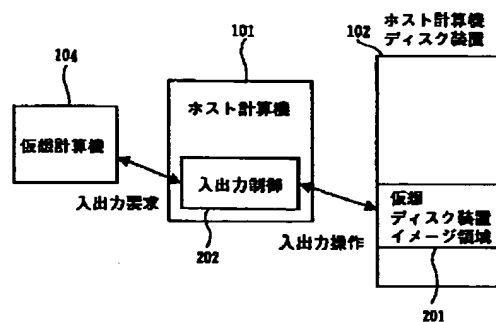 ホスト計算機
ディスク装置
101
102
104
ホスト計算機
仮想計算機
入出力制御
入出力要求
仮想
ディスク装置
イメージ領域
202
入出力操作
201